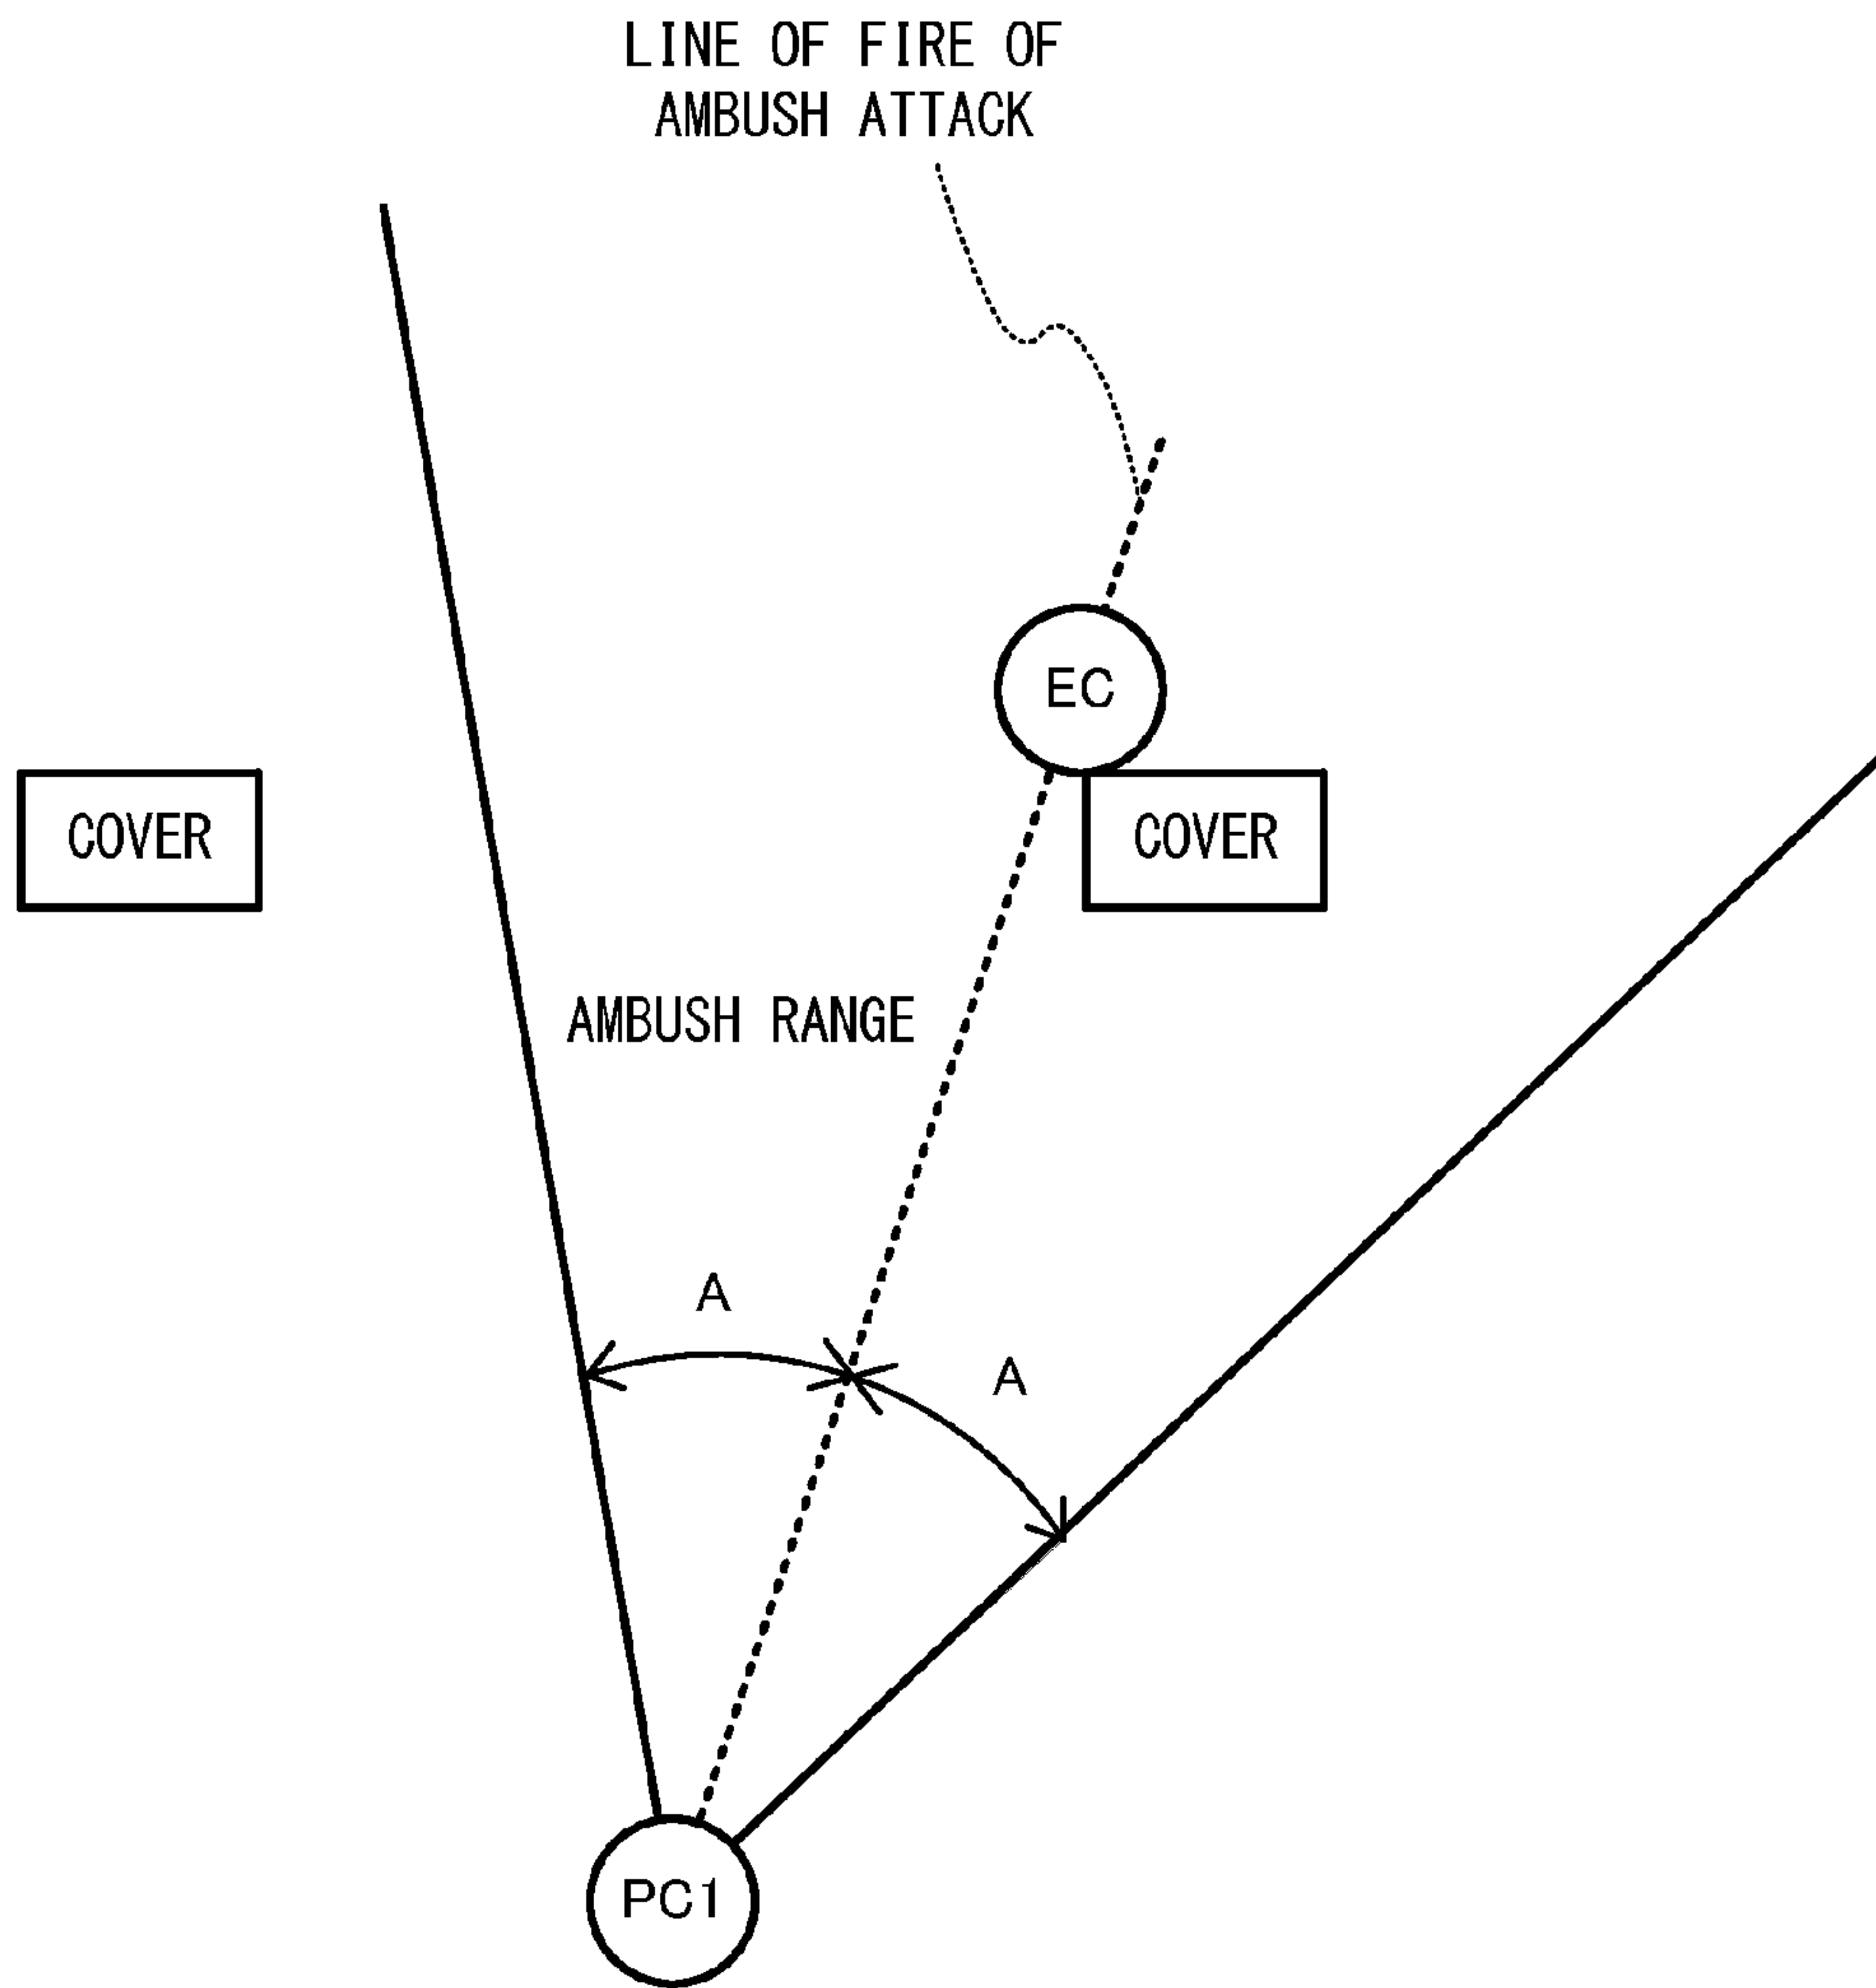 LINE OF FIRE OF
AMBUSH ATTACK
EC
COVER
COVER
AMBUSH RANGE
A
A
PC1